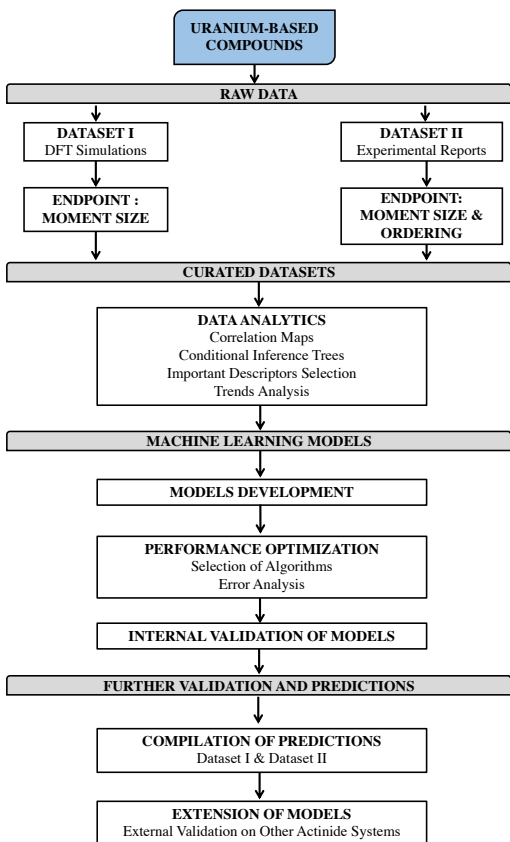 URANIUM-BASED
COMPOUNDS
RAW DATA
DATASET I
DFT Simulations
DATASET II
Experimental Reports
ENDPOINT :
MOMENT SIZE
ENDPOINT:
MOMENT SIZE &
ORDERING
CURATED DATASETS
DATA ANALYTICS
Correlation Maps
Conditional Inference Trees
Important Descriptors Selection
Trends Analysis
MACHINE LEARNING MODELS
MODELS DEVELOPMENT
PERFORMANCE OPTIMIZATION
Selection of Algorithms
Error Analysis
INTERNAL VALIDATION OF MODELS
FURTHER VALIDATION AND PREDICTIONS
COMPILATION OF PREDICTIONS
Dataset I & Dataset II
EXTENSION OF MODELS
External Validation on Other Actinide Systems